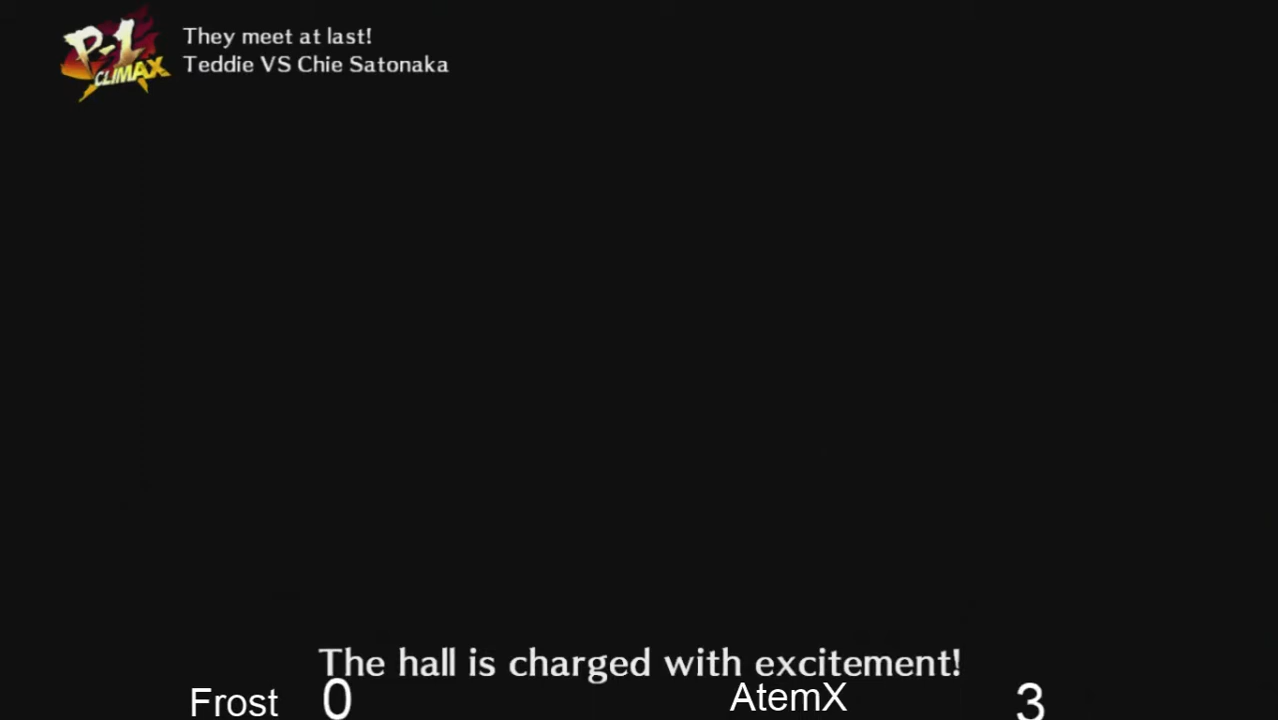 P-1
CLIMAX
They meet at last!
Teddie VS Chie Satonaka
The hall is charged with excitement!
Frost 0 AtemX 3